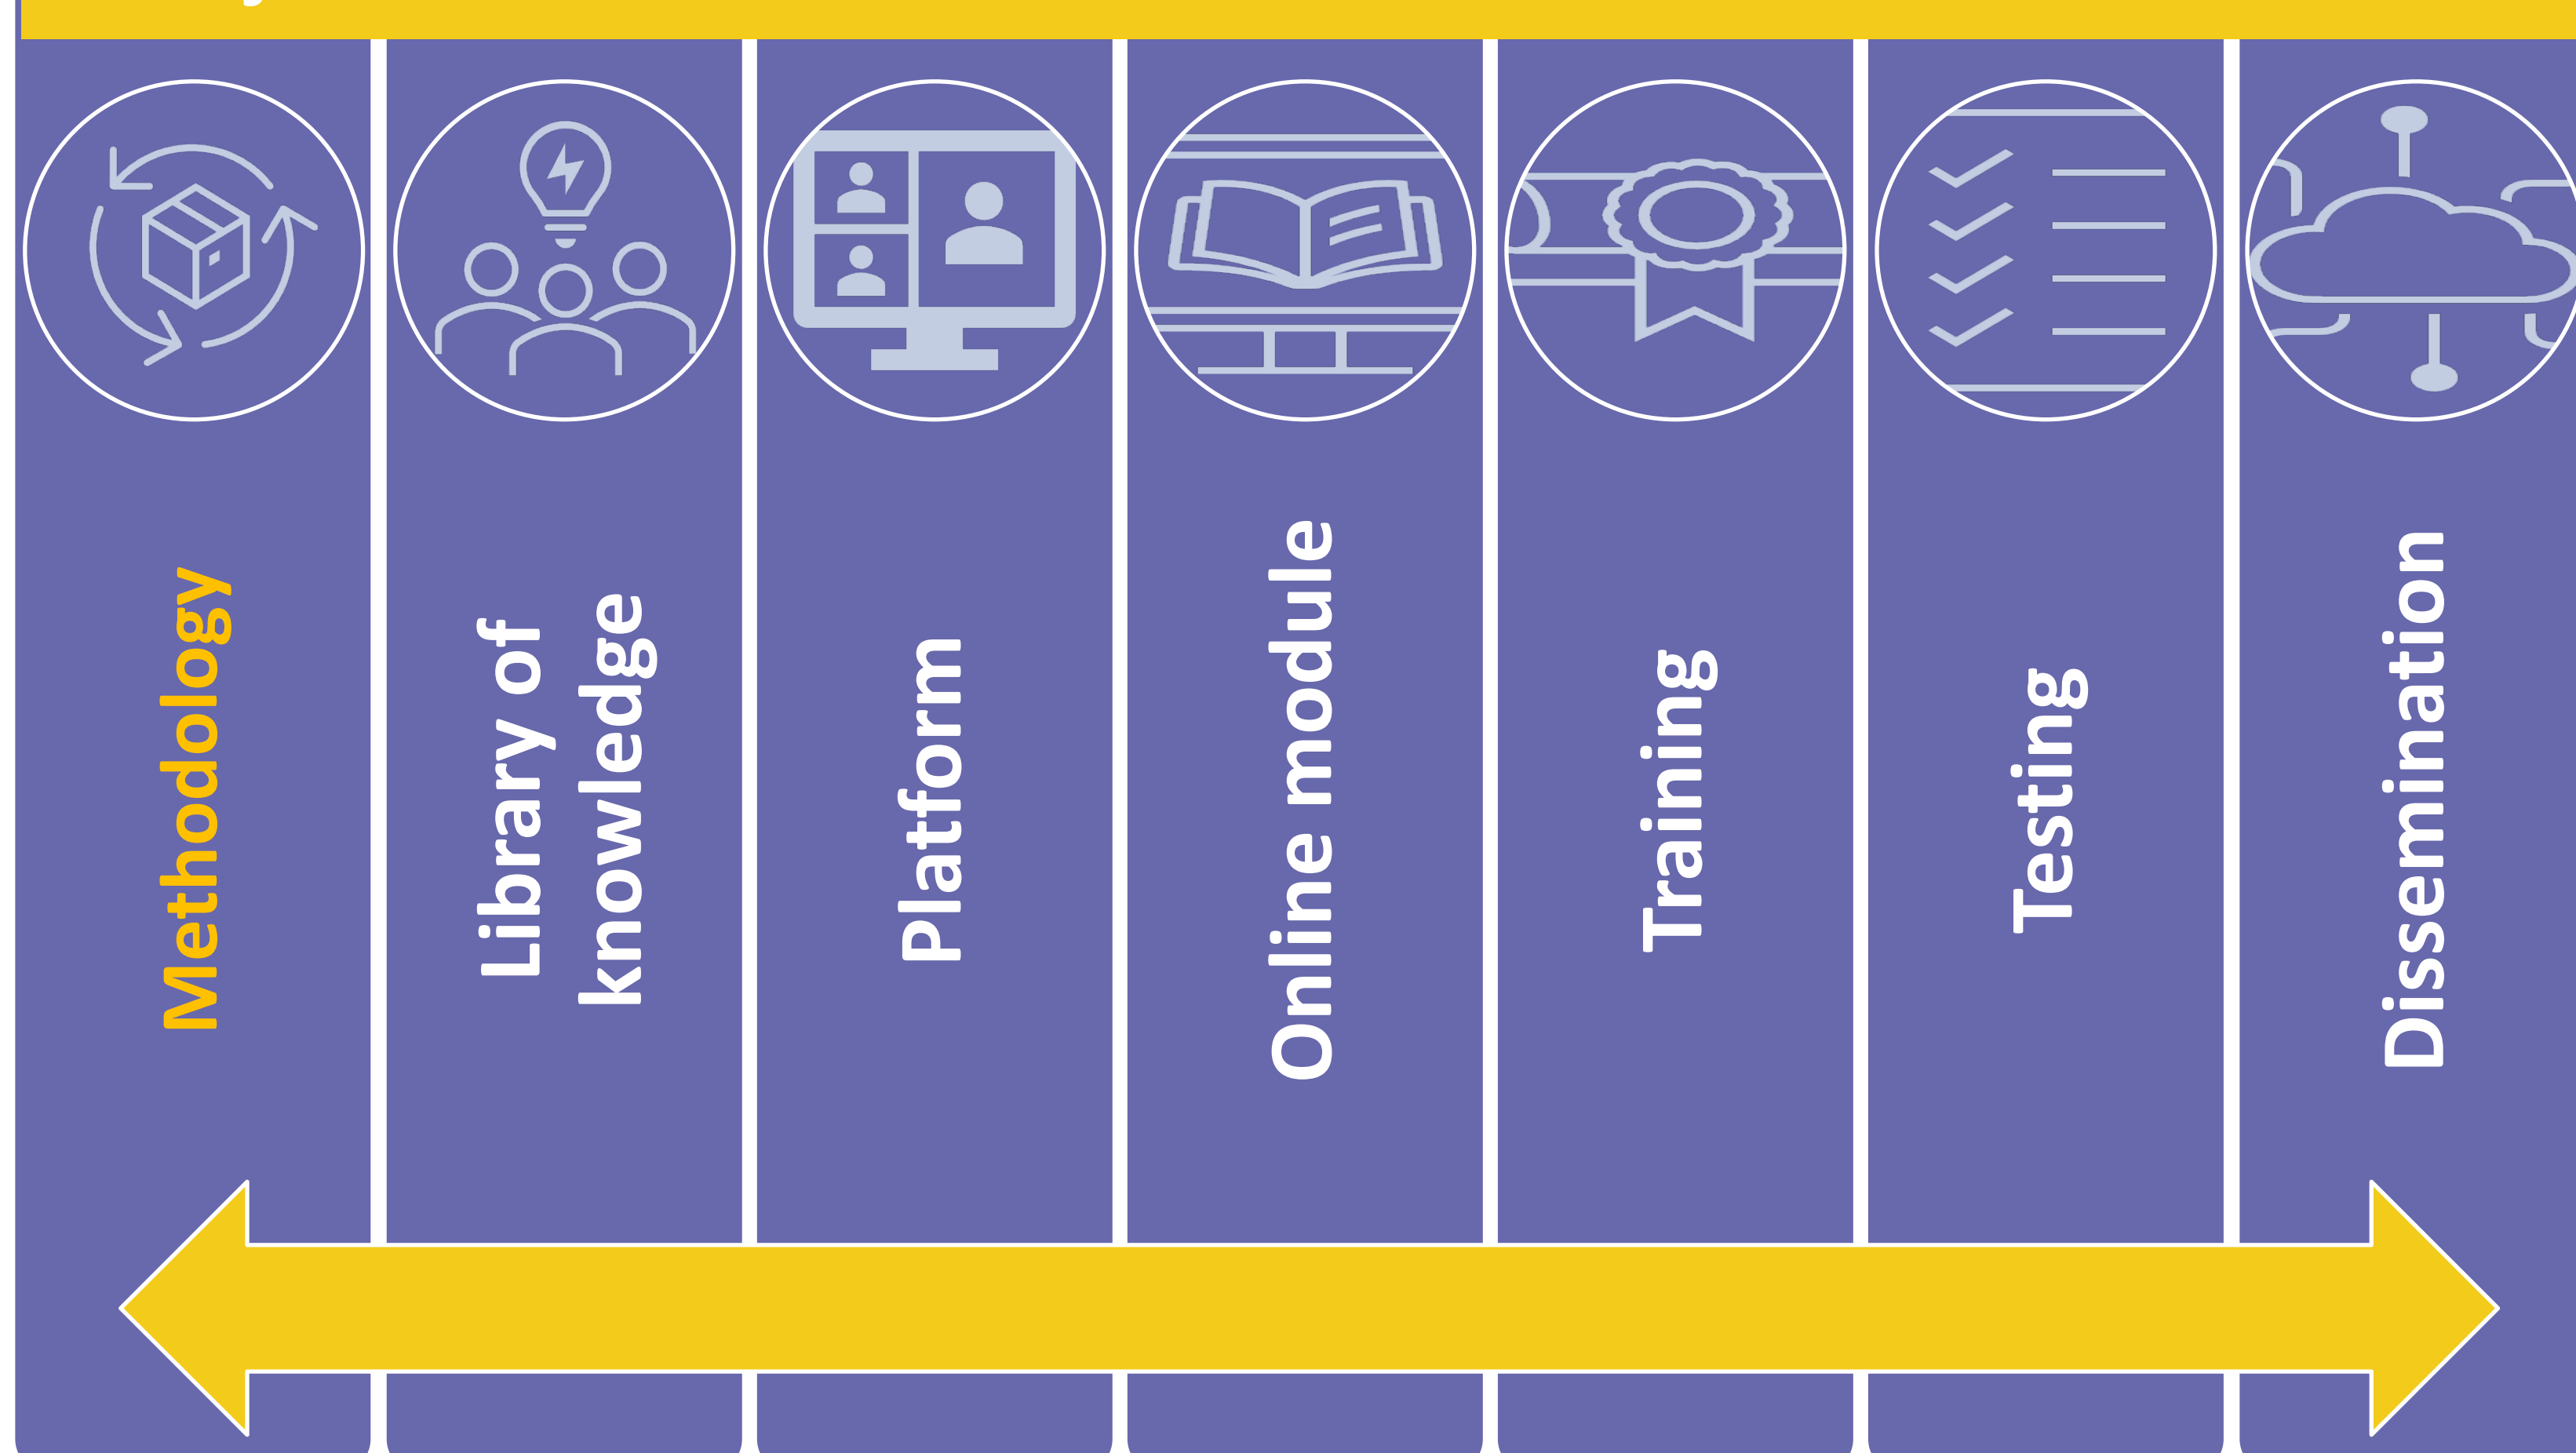 Methodology
Library of
knowledge
Platform
Online module
Training
Testing
Dissemination